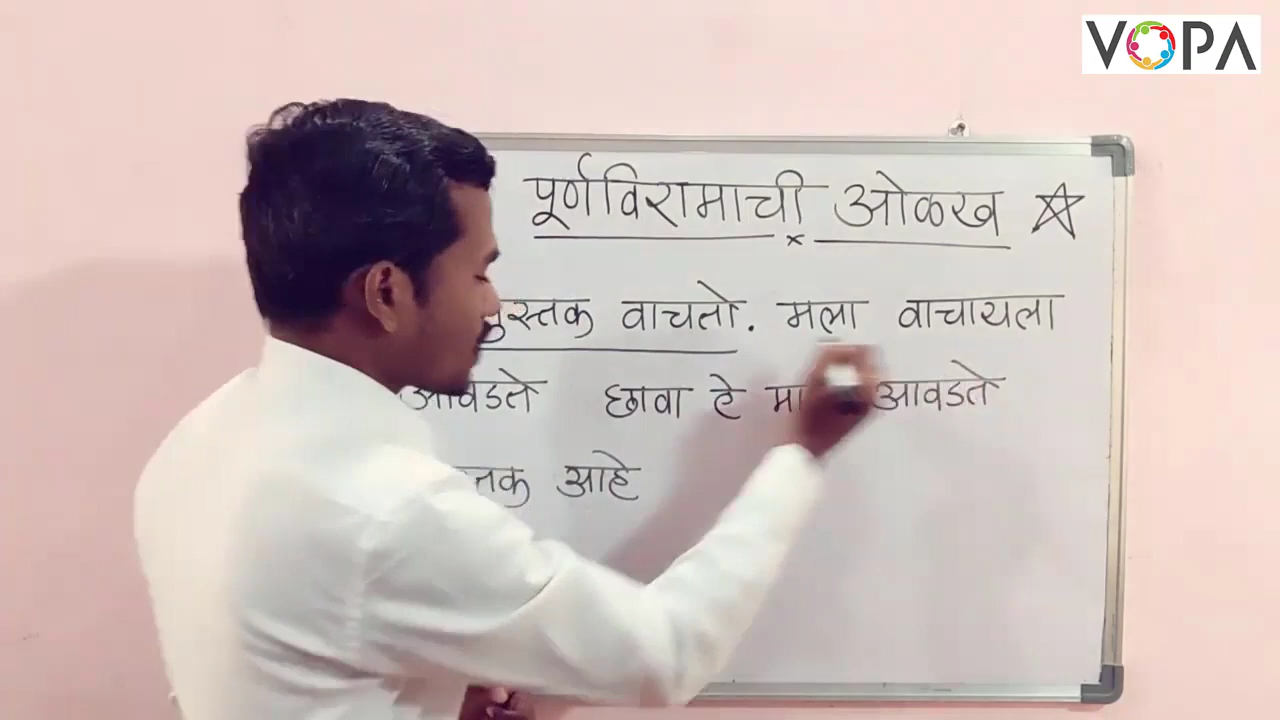 VOPA
पूर्णविरामाची ओळख
पुस्तक वाचतो. मला वाचायला
आवडते छावा हे आवडते
आहे